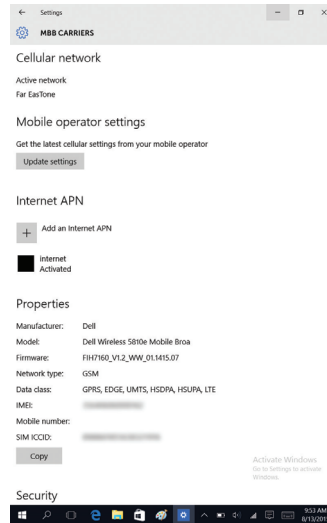 Settings
MBB CARRIERS
Cellular network
Active network
Far EasTone
Mobile operator settings
Get the latest cellular settings from your mobile operator
Update settings
Internet APN
Add an Internet APN
internet
Activated
Properties
Manufacturer: Dell
Model: Dell Wireless 5810e Mobile Broa
Firmware: FIH7160_V1.2_WW_01.1415.07
Network type: GSM
Data class: GPRS, EDGE, UMTS, HSDPA, HSUPA, LTE
IMEI:
Mobile number:
SIM ICCID:
Copy
Activate Windows
Go to Settings to activate
Windows.
Security
9:53 AM